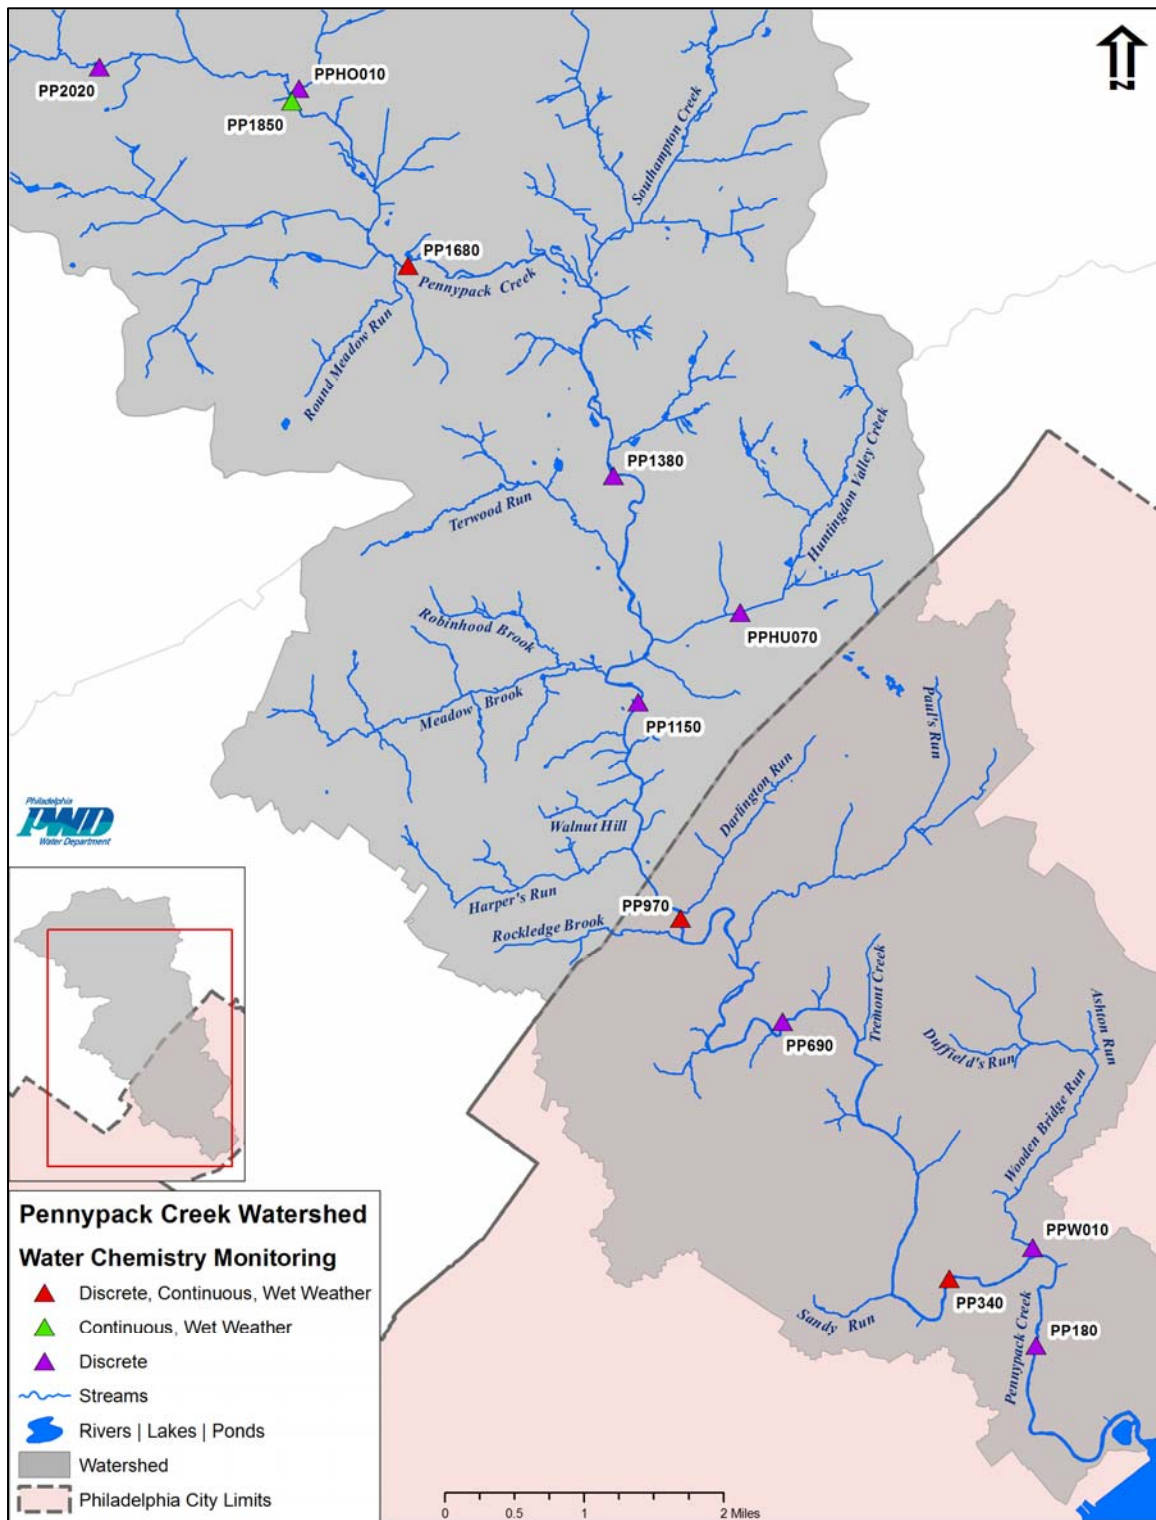 N
PP2020
PPHO010
PP1850
Southampton Creek
PP1680
Pennypack Creek
Round Meadow Run
PP1380
Terwood Run
Huntingdon Valley Creek
Robinhood Brook
PPHU070
Meadow Brook
PP1150
Paul's Run
Darlington Run
Walnut Hill
Harper's Run
PP970
Rockledge Brook
Tremont Creek
PP690
Duffield's Run
Ashton Run
Wooden Bridge Run
PPW010
PP340
Sandy Run
Pennypack Creek
PP180
Philadelphia
PWD
Water Department
Pennypack Creek Watershed
Water Chemistry Monitoring
Discrete, Continuous, Wet Weather
Continuous, Wet Weather
Discrete
Streams
Rivers | Lakes | Ponds
Watershed
Philadelphia City Limits
0 0.5 1 2 Miles